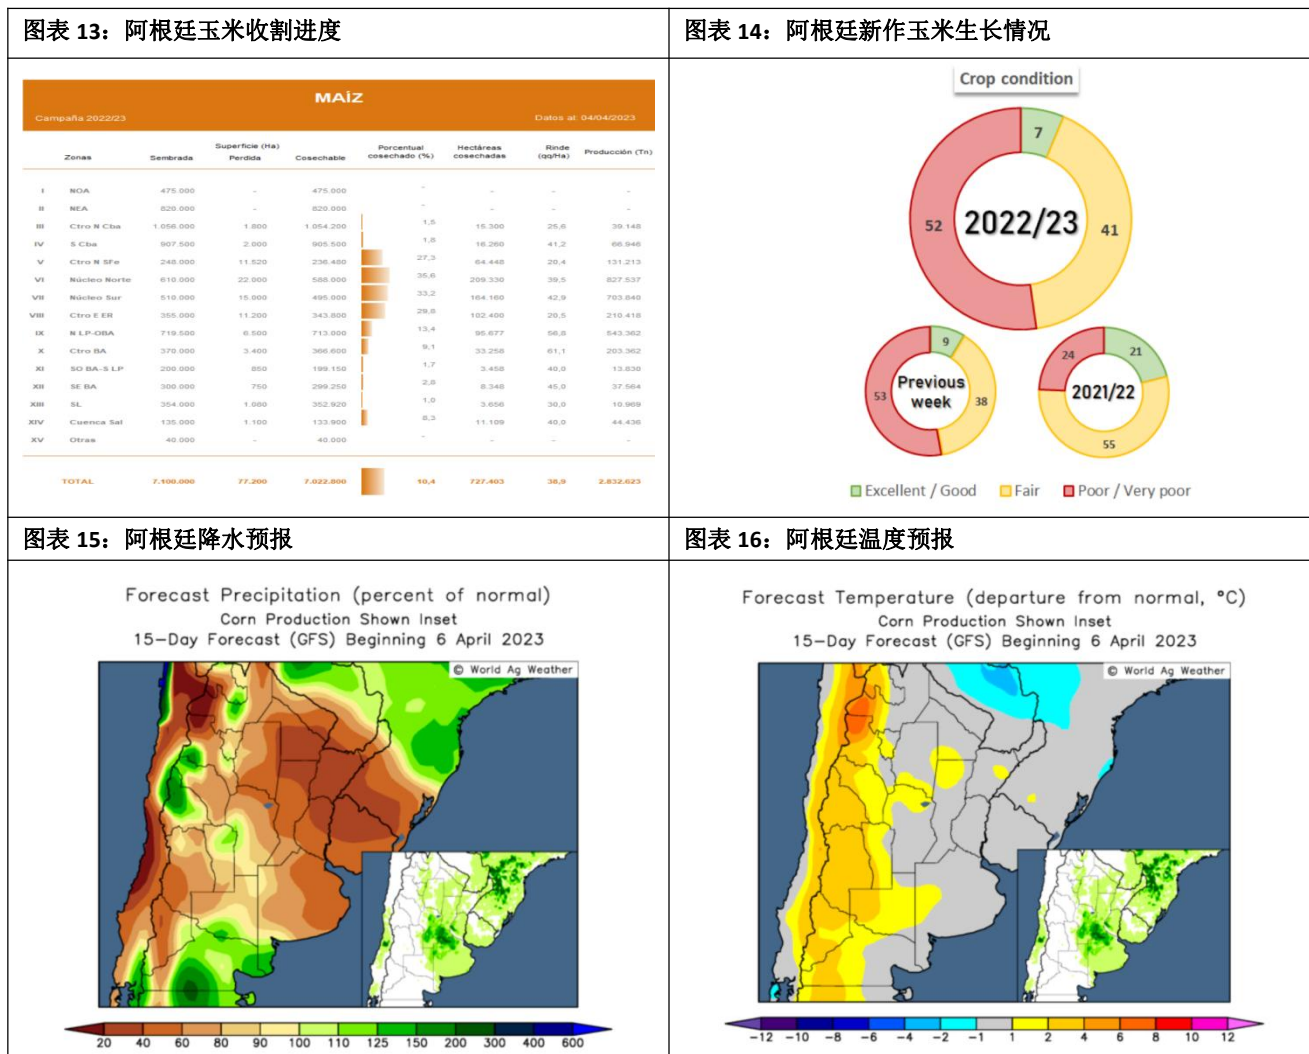 图表 13：阿根廷玉米收割进度
图表 14：阿根廷新作玉米生长情况
MAÍZ
Campaña 2022/23 Datos al: 04/04/2023
Zonas Superficie (Ha) Porcentual cosechado (%) Hectáreas cosechadas Rinde (qq/Ha) Producción (Tn)
Sembrada Perdida Cosechable
I NOA 475.000 - 475.000 - - - -
II NEA 820.000 - 820.000 - - - -
III Ctro N Cba 1.056.000 1.800 1.054.200 1,5 15.300 25,6 39.148
IV S Cba 907.500 2.000 905.500 1,8 16.260 41,2 66.946
V Ctro N SFe 248.000 11.520 236.480 27,3 64.448 20,4 131.213
VI Núcleo Norte 610.000 22.000 588.000 35,6 209.330 39,5 827.537
VII Núcleo Sur 510.000 15.000 495.000 33,2 164.160 42,9 703.840
VIII Ctro E ER 355.000 11.200 343.800 29,8 102.400 20,5 210.418
IX N LP-OBA 719.500 6.500 713.000 13,4 95.677 56,8 543.362
X Ctro BA 370.000 3.400 366.600 9,1 33.258 61,1 203.362
XI SO BA-S LP 200.000 850 199.150 1,7 3.458 40,0 13.830
XII SE BA 300.000 750 299.250 2,8 8.348 45,0 37.564
XIII SL 354.000 1.080 352.920 1,0 3.656 30,0 10.969
XIV Cuenca Sal 135.000 1.100 133.900 8,3 11.109 40,0 44.436
XV Otras 40.000 - 40.000 - - - -
TOTAL 7.100.000 77.200 7.022.800 10,4 727.403 38,9 2.832.623
Crop condition
7
52
2022/23
41
9
53
Previous
week
38
24
21
2021/22
55
Excellent / Good Fair Poor / Very poor
图表 15：阿根廷降水预报
图表 16：阿根廷温度预报
Forecast Precipitation (percent of normal)
Corn Production Shown Inset
15-Day Forecast (GFS) Beginning 6 April 2023
© World Ag Weather
20 40 60 80 90 100 110 125 150 200 300 400 600
Forecast Temperature (departure from normal, °C)
Corn Production Shown Inset
15-Day Forecast (GFS) Beginning 6 April 2023
© World Ag Weather
-12 -10 -8 -6 -4 -2 -1 1 2 4 6 8 10 12